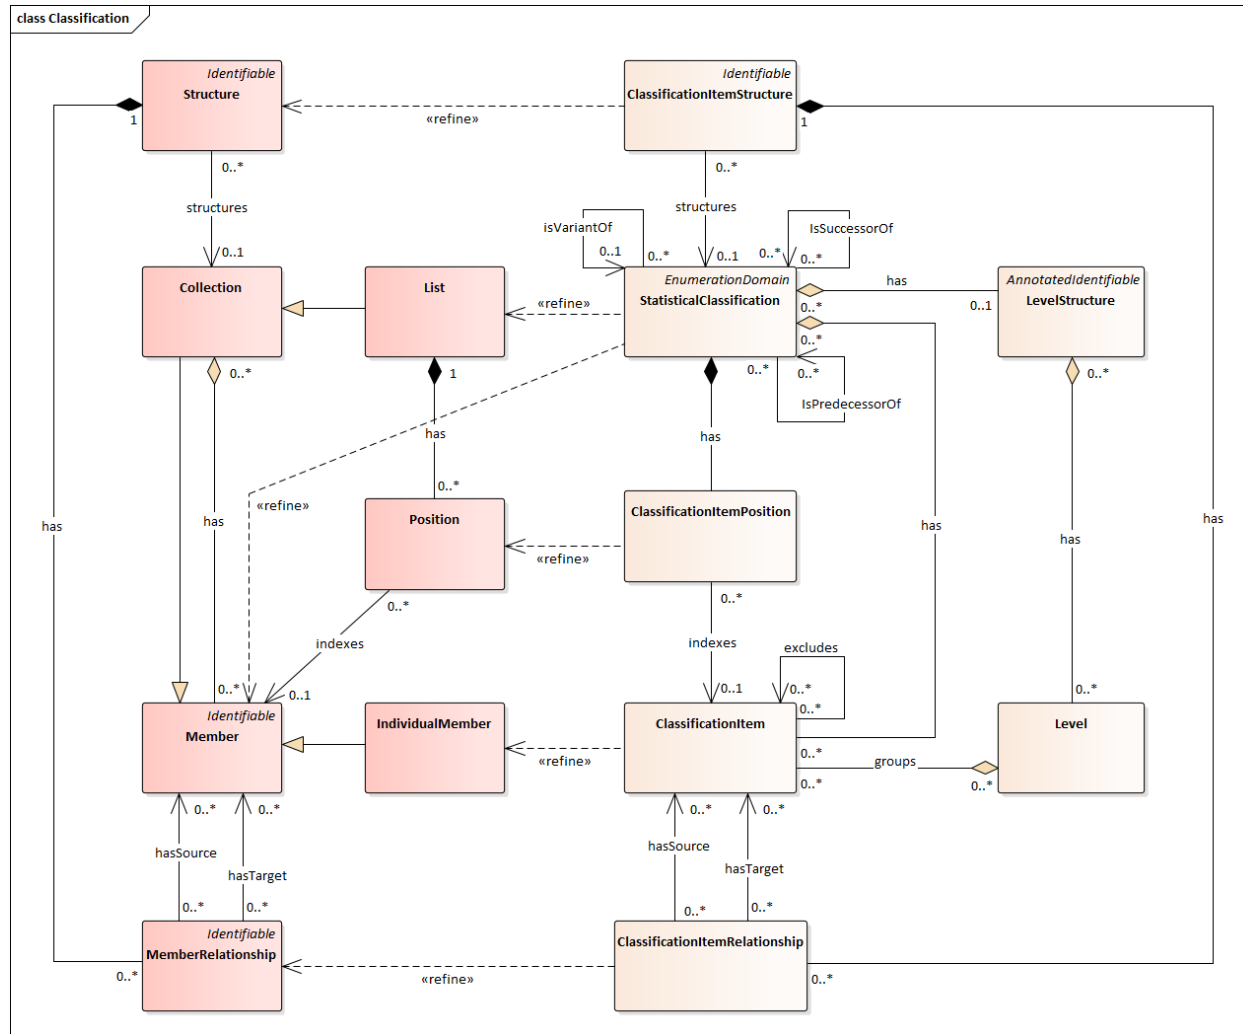 class Classification
Identifiable
Structure
Identifiable
ClassificationItemStructure
1
«refine»
1
0..*
0..*
structures
structures
isVariantOf
IsSuccessorOf
0..1
0..1
0..*
0..1
0..*
0..*
Collection
List
EnumerationDomain
StatisticalClassification
has
AnnotatedIdentifiable
LevelStructure
«refine»
0..*
0..1
0..*
0..*
1
0..*
0..*
0..*
IsPredecessorOf
has
has
0..*
ClassificationItemPosition
«refine»
Position
has
has
has
has
has
«refine»
0..*
0..*
indexes
indexes
excludes
0..*
0..1
0..1
0..*
0..*
0..*
Identifiable
Member
IndividualMember
ClassificationItem
Level
0..*
«refine»
groups
0..*
0..*
0..*
0..*
0..*
0..*
hasSource
hasTarget
hasSource
hasTarget
0..*
0..*
0..*
0..*
Identifiable
MemberRelationship
ClassificationItemRelationship
0..*
«refine»
0..*